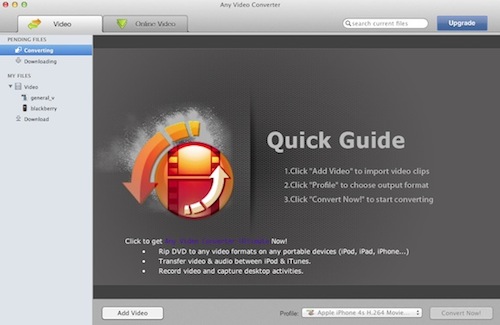 Any Video Converter
Video
Online Video
search current files
Upgrade
PENDING FILES
Converting
Downloading
MY FILES
Video
general_v
blackberry
Download
Quick Guide
1.Click "Add Video" to import video clips
2.Click "Profile" to choose output format
3.Click "Convert Now!" to start converting
Click to get Any Video Converter Now!
Rip DVD to any video formats on any portable devices (iPod, iPad, iPhone...)
Transfer video & audio between iPod & iTunes.
Record video and capture desktop activities.
Add Video
Profile: Apple iPhone 4s H.264 Movie...
Convert Now!